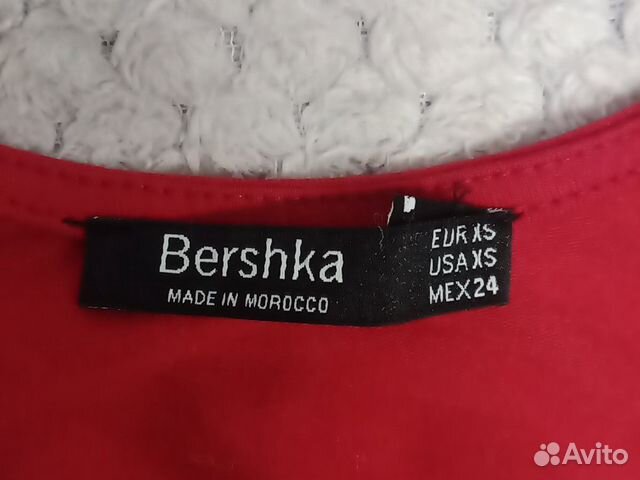 Bershka
MADE IN MOROCCO
EUR XS
USA XS
MEX 24
Avito